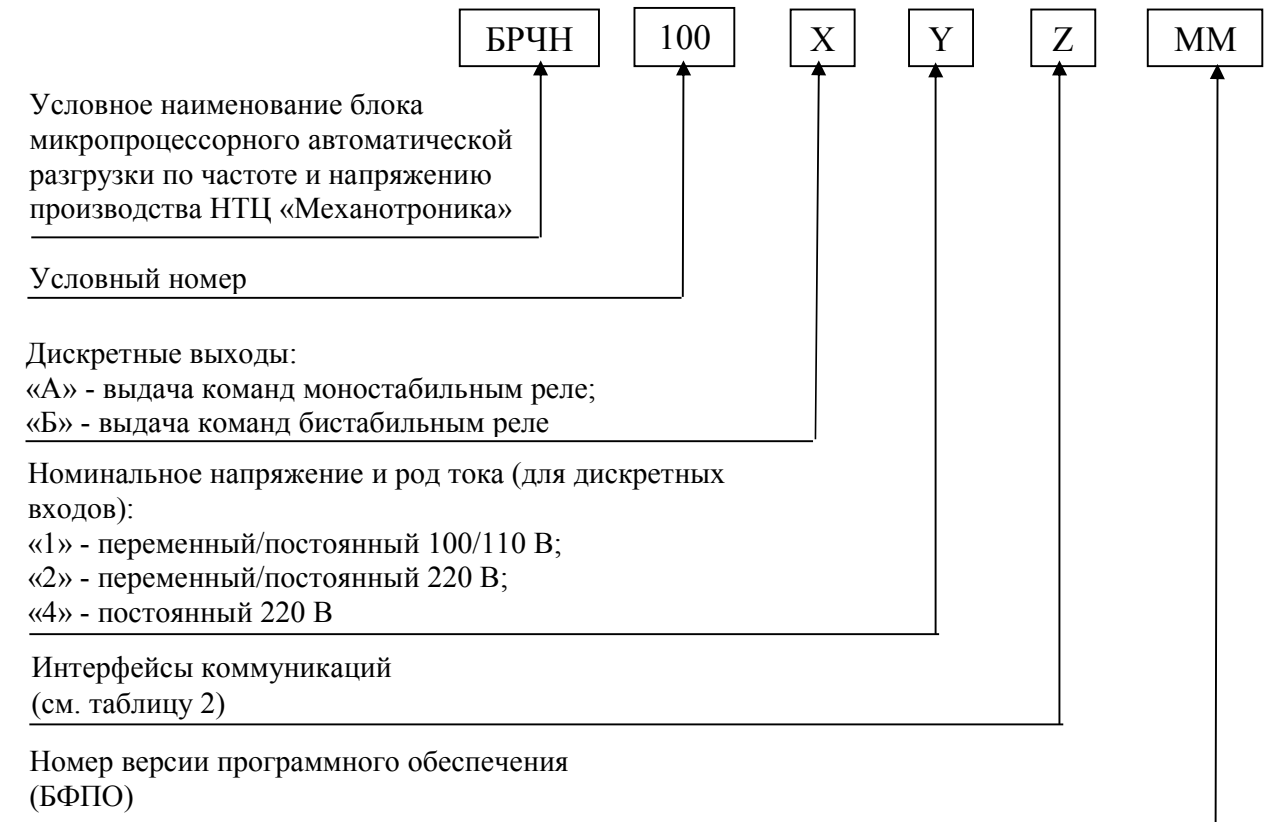 БРЧН 100 X Y Z ММ
Условное наименование блока
микропроцессорного автоматической
разгрузки по частоте и напряжению
производства НТЦ «Механотроника»
Условный номер
Дискретные выходы:
«А» - выдача команд моностабильным реле;
«Б» - выдача команд бистабильным реле
Номинальное напряжение и род тока (для дискретных
входов):
«1» - переменный/постоянный 100/110 В;
«2» - переменный/постоянный 220 В;
«4» - постоянный 220 В
Интерфейсы коммуникаций
(см. таблицу 2)
Номер версии программного обеспечения
(БФПО)